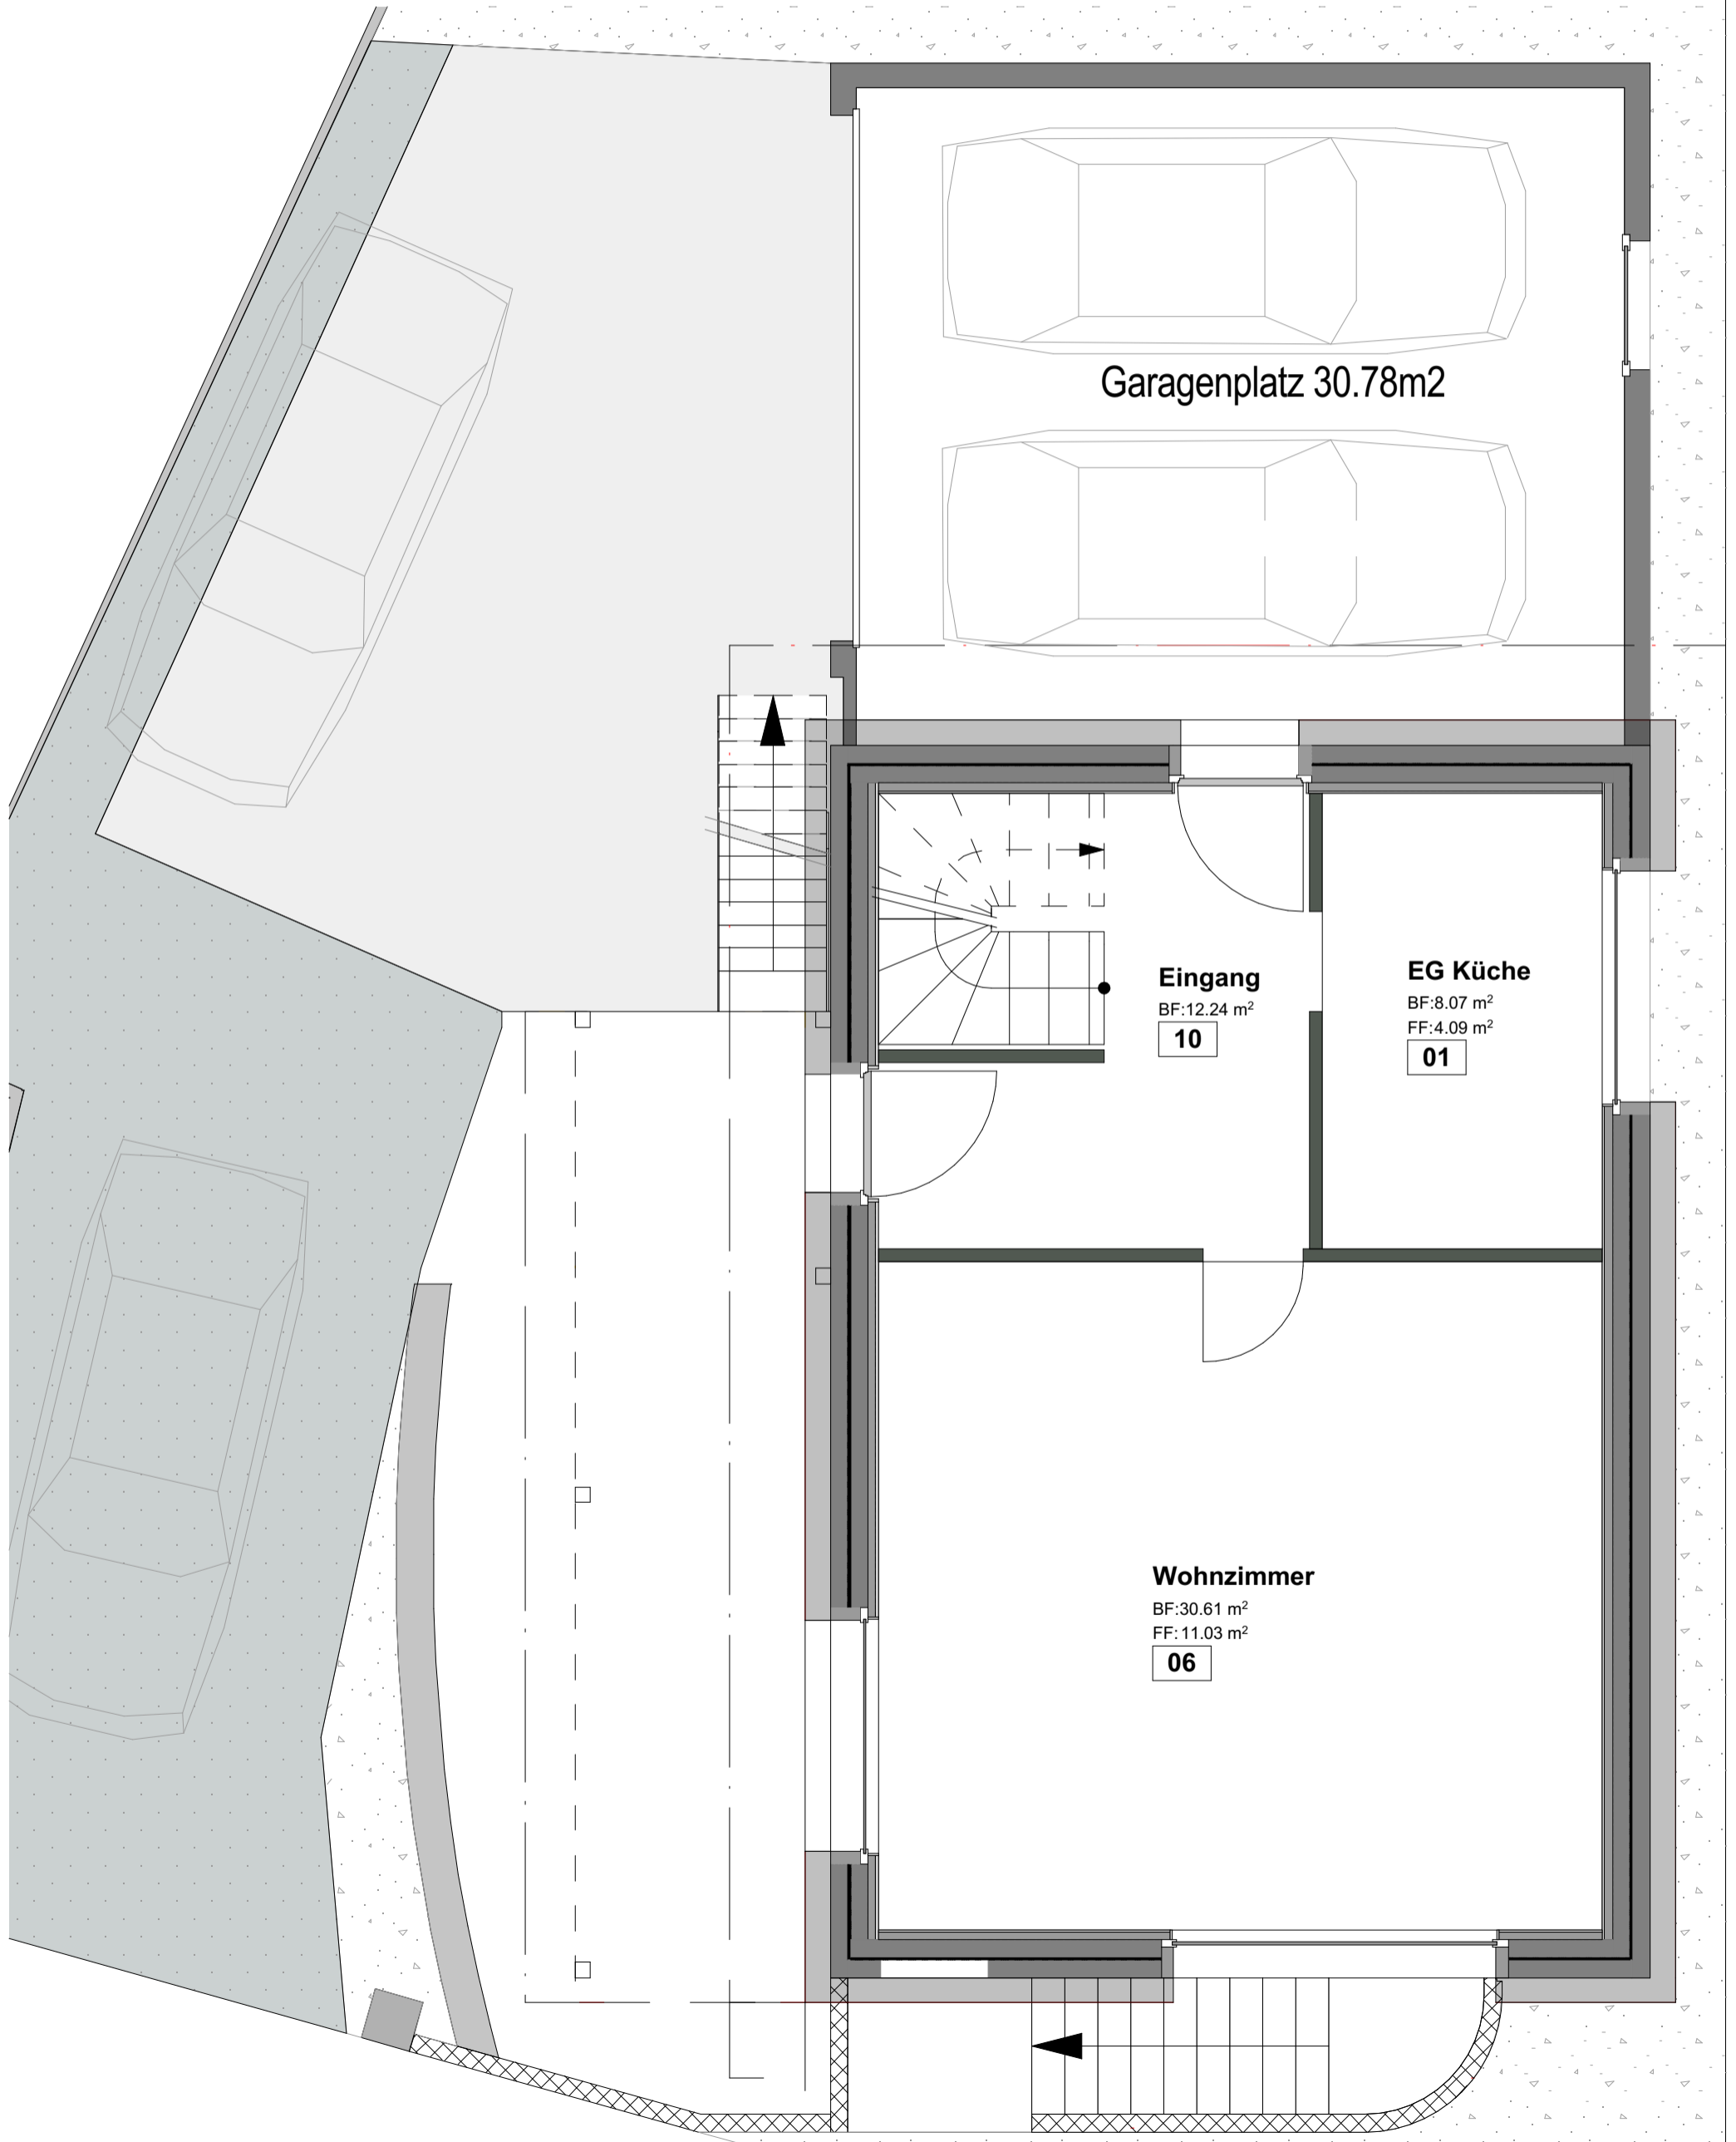 Garagenplatz 30.78m2
Eingang
BF:12.24 m²
10
EG Küche
BF:8.07 m²
FF:4.09 m²
01
Wohnzimmer
BF:30.61 m²
FF: 11.03 m²
06